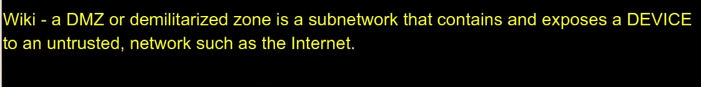 Wiki - a DMZ or demilitarized zone is a subnetwork that contains and exposes a DEVICE
to an untrusted, network such as the Internet.